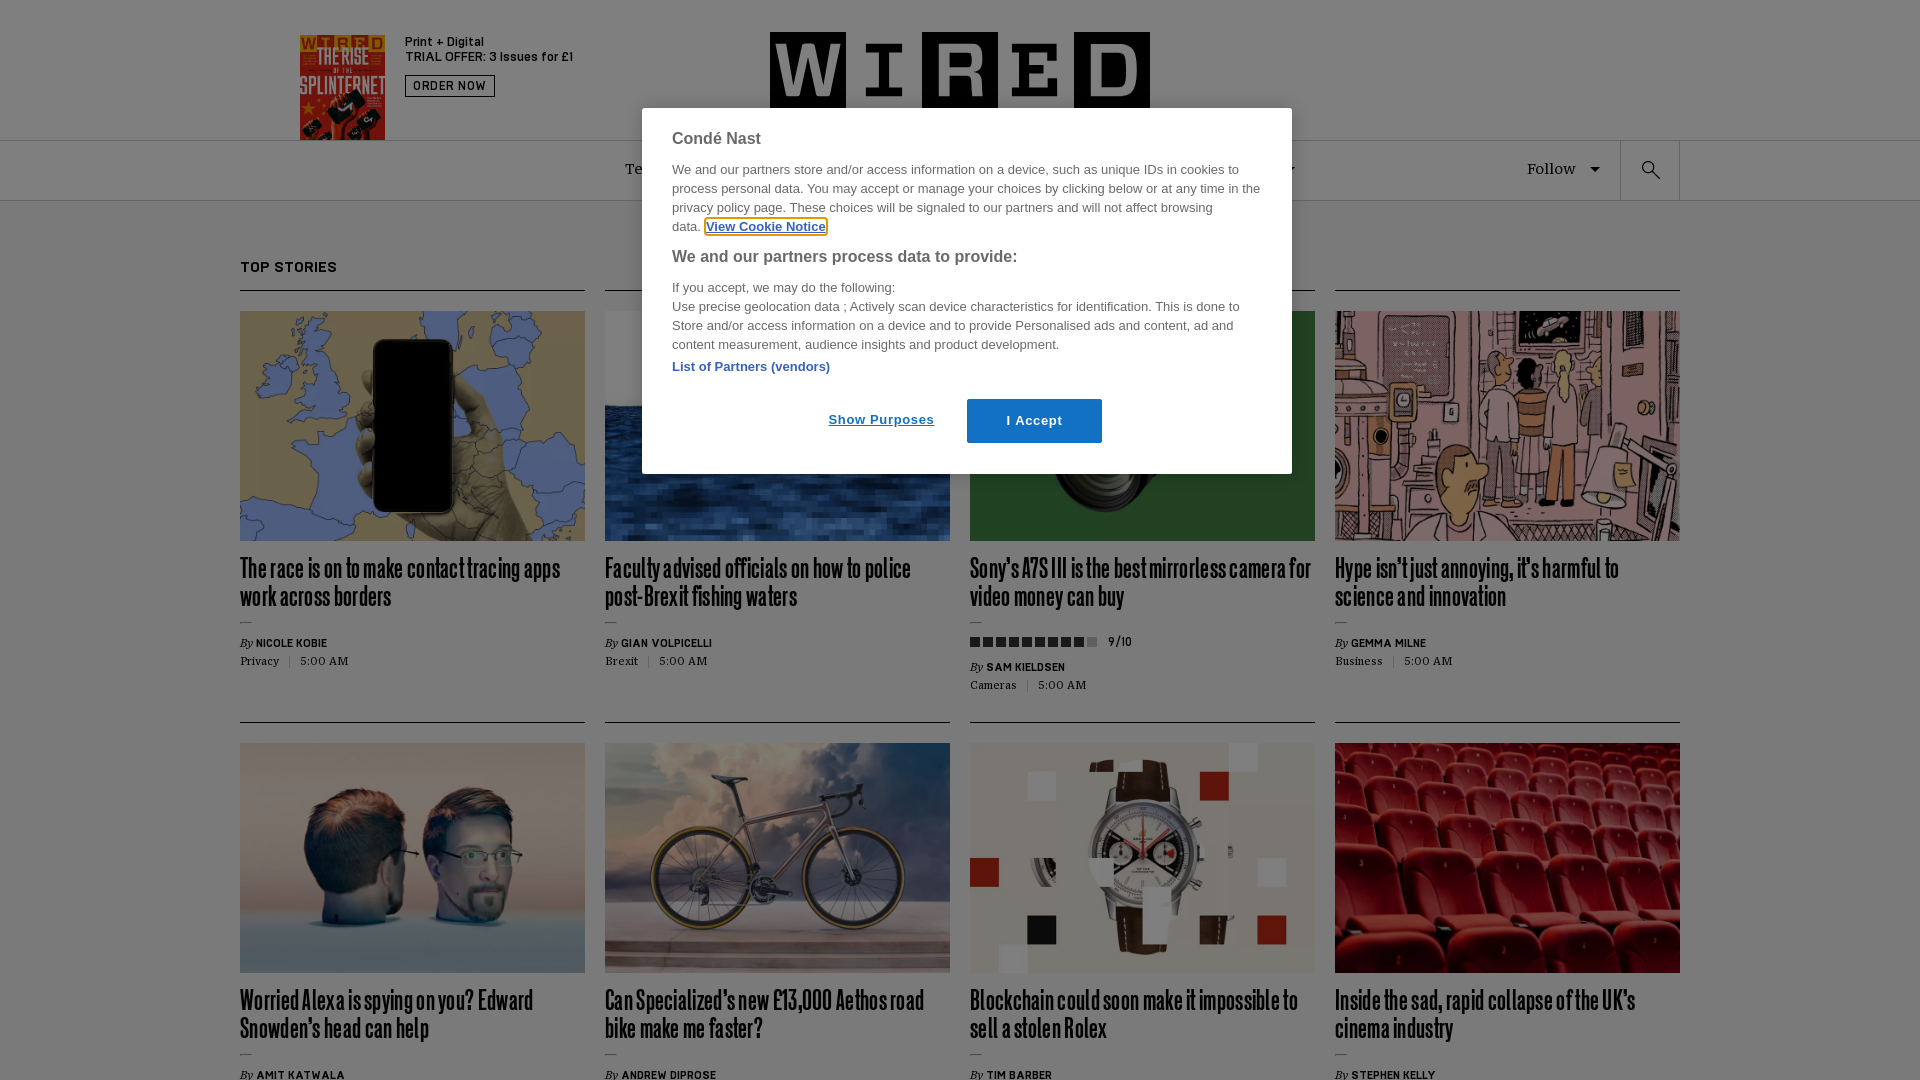 WIRED
THE RISE
OF THE
SPLINTERNET
Print + Digital
TRIAL OFFER: 3 Issues for £1
ORDER NOW
WIRED
Te
Follow
Condé Nast
We and our partners store and/or access information on a device, such as unique IDs in cookies to
process personal data. You may accept or manage your choices by clicking below or at any time in the
privacy policy page. These choices will be signaled to our partners and will not affect browsing
data. View Cookie Notice
We and our partners process data to provide:
If you accept, we may do the following:
Use precise geolocation data ; Actively scan device characteristics for identification. This is done to
Store and/or access information on a device and to provide Personalised ads and content, ad and
content measurement, audience insights and product development.
List of Partners (vendors)
Show Purposes
I Accept
TOP STORIES
The race is on to make contact tracing apps
work across borders
By NICOLE KOBIE
Privacy | 5:00 AM
Faculty advised officials on how to police
post-Brexit fishing waters
By GIAN VOLPICELLI
Brexit | 5:00 AM
Sony's A7S III is the best mirrorless camera for
video money can buy
9/10
By SAM KIELDSEN
Cameras | 5:00 AM
Hype isn't just annoying, it's harmful to
science and innovation
By GEMMA MILNE
Business | 5:00 AM
Worried Alexa is spying on you? Edward
Snowden's head can help
By AMIT KATWALA
Can Specialized's new £13,000 Aethos road
bike make me faster?
By ANDREW DIPROSE
Blockchain could soon make it impossible to
sell a stolen Rolex
By TIM BARBER
Inside the sad, rapid collapse of the UK's
cinema industry
By STEPHEN KELLY